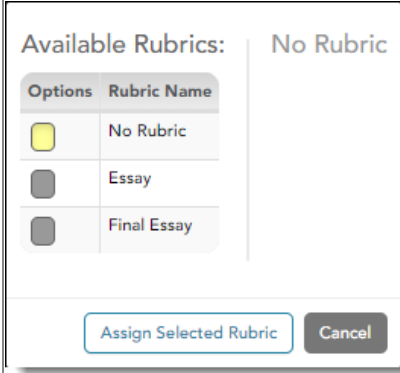 Available Rubrics:
No Rubric
Options Rubric Name
No Rubric
Essay
Final Essay
Assign Selected Rubric Cancel